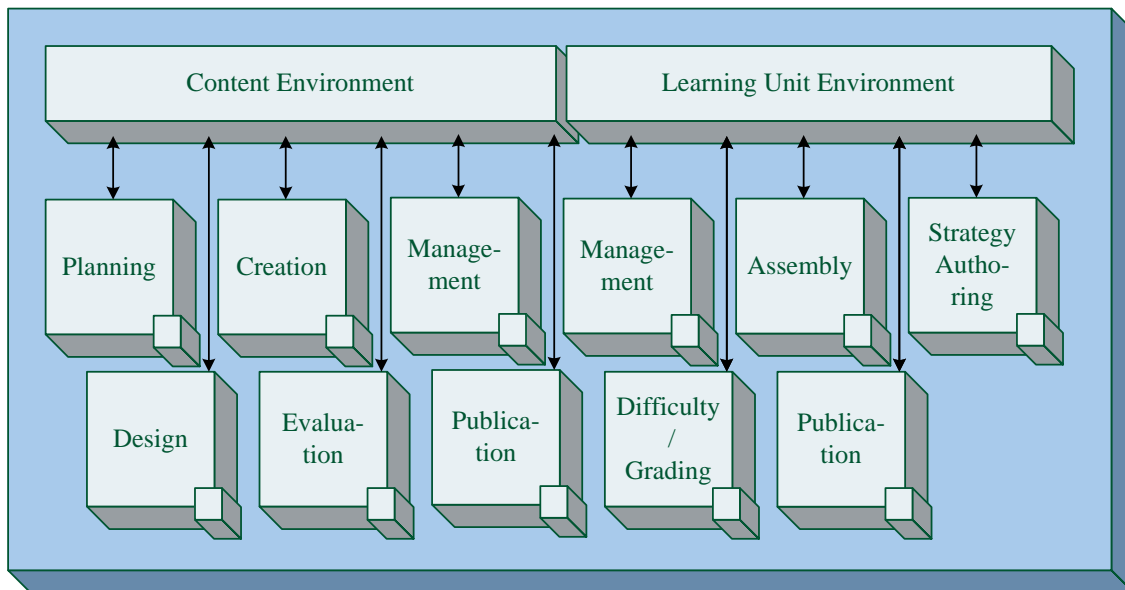 Content Environment
Learning Unit Environment
Planning
Creation
Manage-
ment
Manage-
ment
Assembly
Strategy
Autho-
ring
Design
Evalua-
tion
Publica-
tion
Difficulty
/
Grading
Publica-
tion